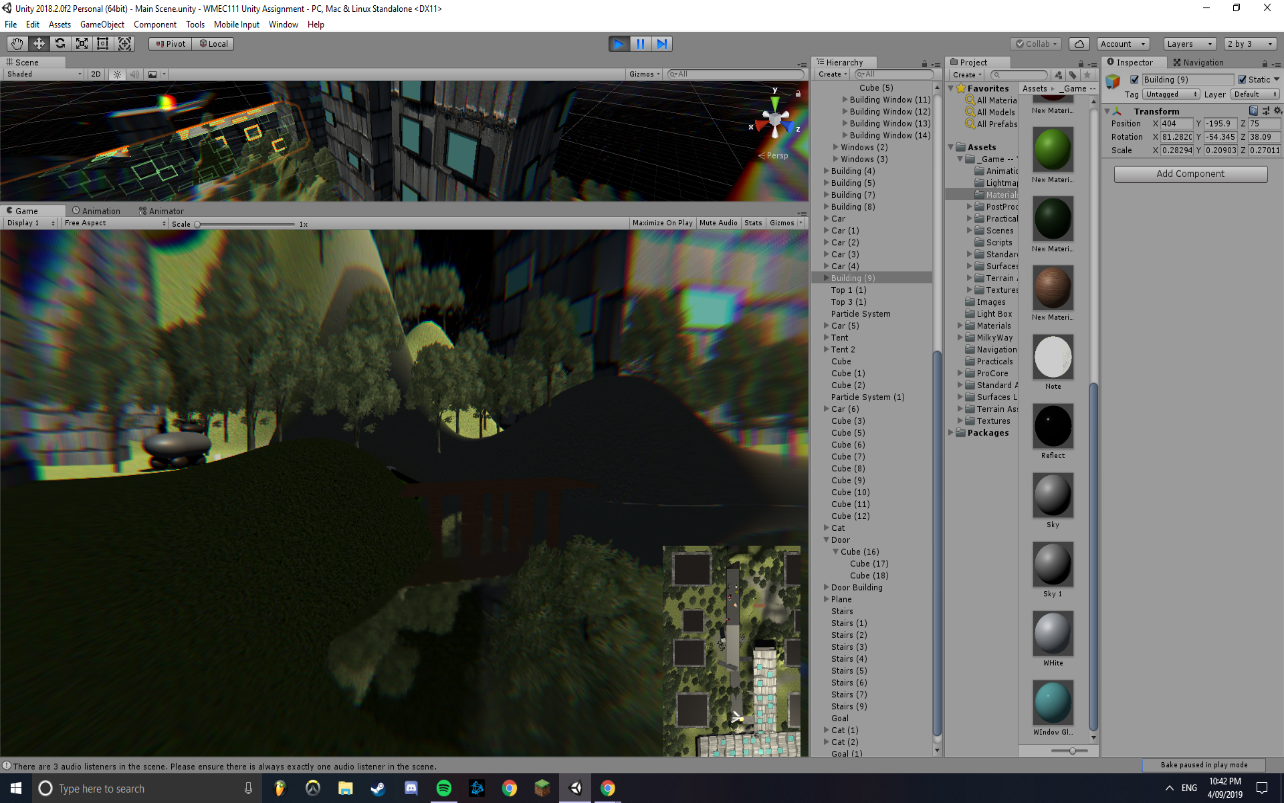 Unity 2018.2.0f2 Personal (64bit) - Main Scene.unity - WMEC111 Unity Assignment - PC, Mac & Linux Standalone <DX11>
File Edit Assets GameObject Component Tools Mobile Input Window Help
Pivot Local Collab Account Layers 2 by 3
Scene
Shaded 2D Gizmos All
y
x
z
Persp
Game Animation Animator
Display 1 Free Aspect Scale 1x Maximize On Play Mute Audio Stats Gizmos
Hierarchy
Create All
Cube (5)
Building Window (11)
Building Window (12)
Building Window (13)
Building Window (14)
Windows (2)
Windows (3)
Building (4)
Building (5)
Building (7)
Building (8)
Car
Car (1)
Car (2)
Car (3)
Car (4)
Building (9)
Top 1 (1)
Top 3 (1)
Particle System
Car (5)
Tent
Tent 2
Cube
Cube (1)
Cube (2)
Particle System (1)
Car (6)
Cube (3)
Cube (5)
Cube (6)
Cube (7)
Cube (8)
Cube (9)
Cube (10)
Cube (11)
Cube (12)
Cat
Door
Cube (16)
Cube (17)
Cube (18)
Door Building
Plane
Stairs
Stairs (1)
Stairs (2)
Stairs (3)
Stairs (4)
Stairs (5)
Stairs (6)
Stairs (7)
Stairs (9)
Goal
Cat (1)
Cat (2)
Goal (1)
Project
Create
Favorites
All Materia
All Models
All Prefabs
Assets
_Game --
Animatic
Lightmap
Material
PostProc
Practical
Scenes
Scripts
Standard
Surfaces
Terrain A
Textures
Images
Light Box
Materials
MilkyWay
Navigation
Practicals
ProCore
Standard A
Surfaces L
Terrain Ass
Textures
Packages
Assets _Game --
New Materi...
New Materi...
New Materi...
New Materi...
Note
Reflect
Sky
Sky 1
WHite
WIndow Gl...
Inspector Navigation
Building (9) Static
Tag Untagged Layer Default
Transform
Position X 404 Y -195.9 Z 75
Rotation X 81.2820 Y -54.345 Z 38.09
Scale X 0.28294 Y 0.20903 Z 0.27011
Add Component
There are 3 audio listeners in the scene. Please ensure there is always exactly one audio listener in the scene.
Bake paused in play mode
Type here to search
ENG
10:42 PM
4/09/2019